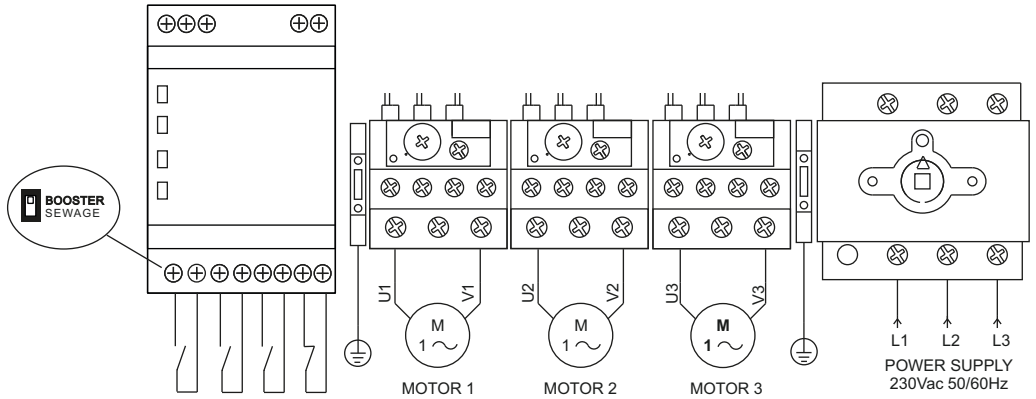 BOOSTER
SEWAGE
U1
V1
U2
V2
U3
V3
M
1
M
1
M
1
MOTOR 1
MOTOR 2
MOTOR 3
L1
L2
L3
POWER SUPPLY
230Vac 50/60Hz